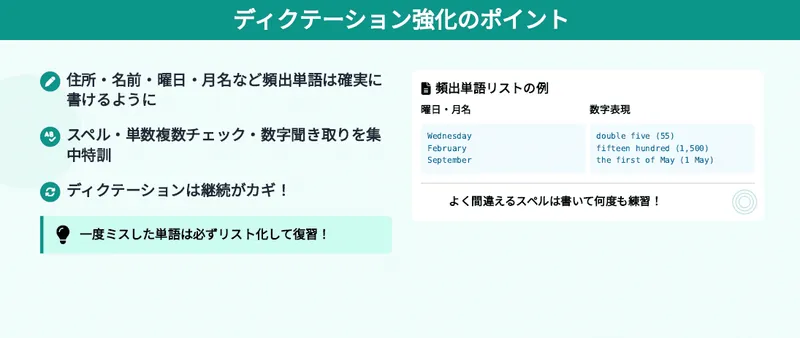 ディクテーション強化のポイント
住所・名前・曜日・月名など頻出単語は確実に
書けるように
スペル・単数複数チェック・数字聞き取りを集
中特訓
ディクテーションは継続がカギ！
一度ミスした単語は必ずリスト化して復習！
頻出単語リストの例
曜日・月名
Wednesday
February
September
数字表現
double five (55)
fifteen hundred (1,500)
the first of May (1 May)
よく間違えるスペルは書いて何度も練習！